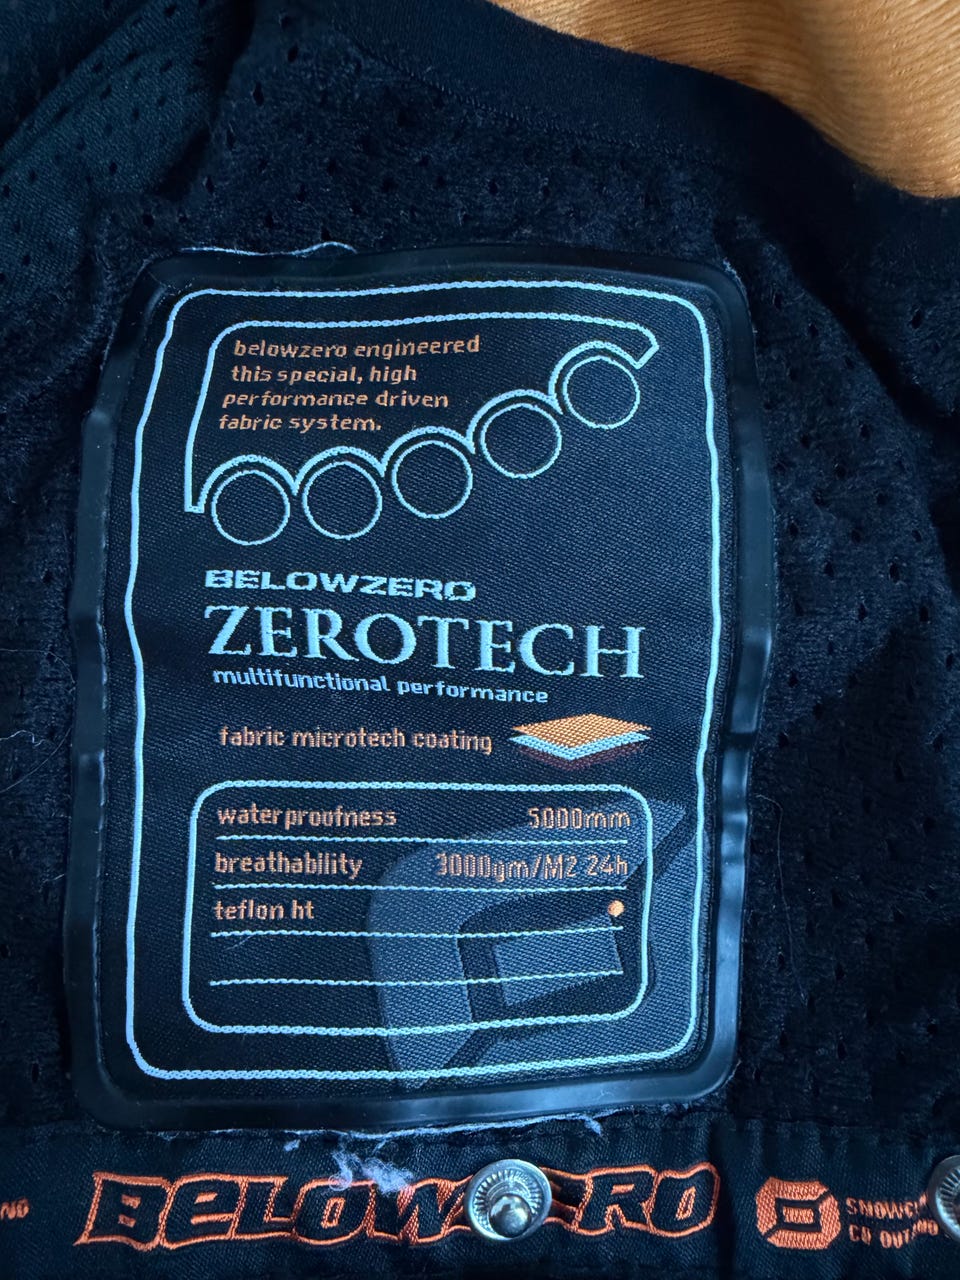 belowzero engineered
this special, high
performance driven
fabric system.
BELOWZERO
ZEROTECH
multifunctional performance
fabric microtech coating
waterproofness 5000mm
breathability 3000gm/M2 24h
teflon ht
BELOWZERO